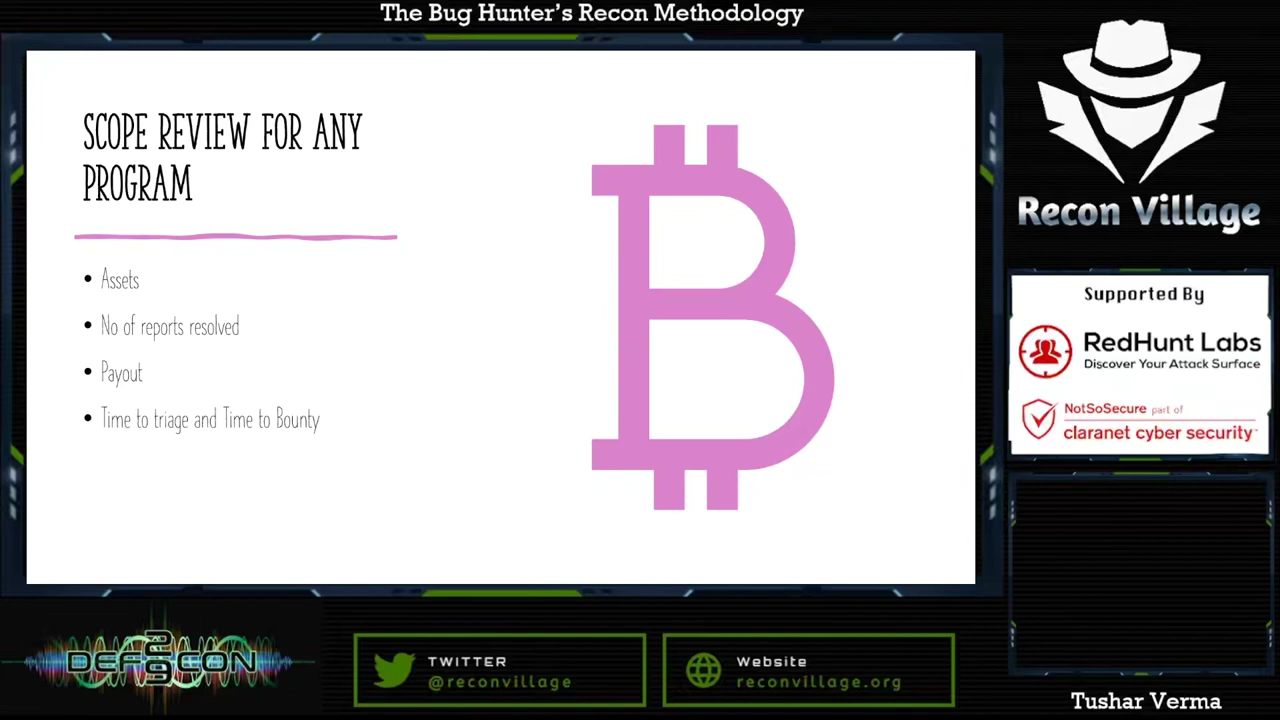 The Bug Hunter's Recon Methodology
SCOPE REVIEW FOR ANY
PROGRAM
• Assets
• No of reports resolved
• Payout
• Time to triage and Time to Bounty
Recon Village
Supported By
RedHunt Labs
Discover Your Attack Surface
NotSoSecure part of
claranet cyber security
DEFCON
29
TWITTER
@reconvillage
Website
reconvillage.org
Tushar Verma